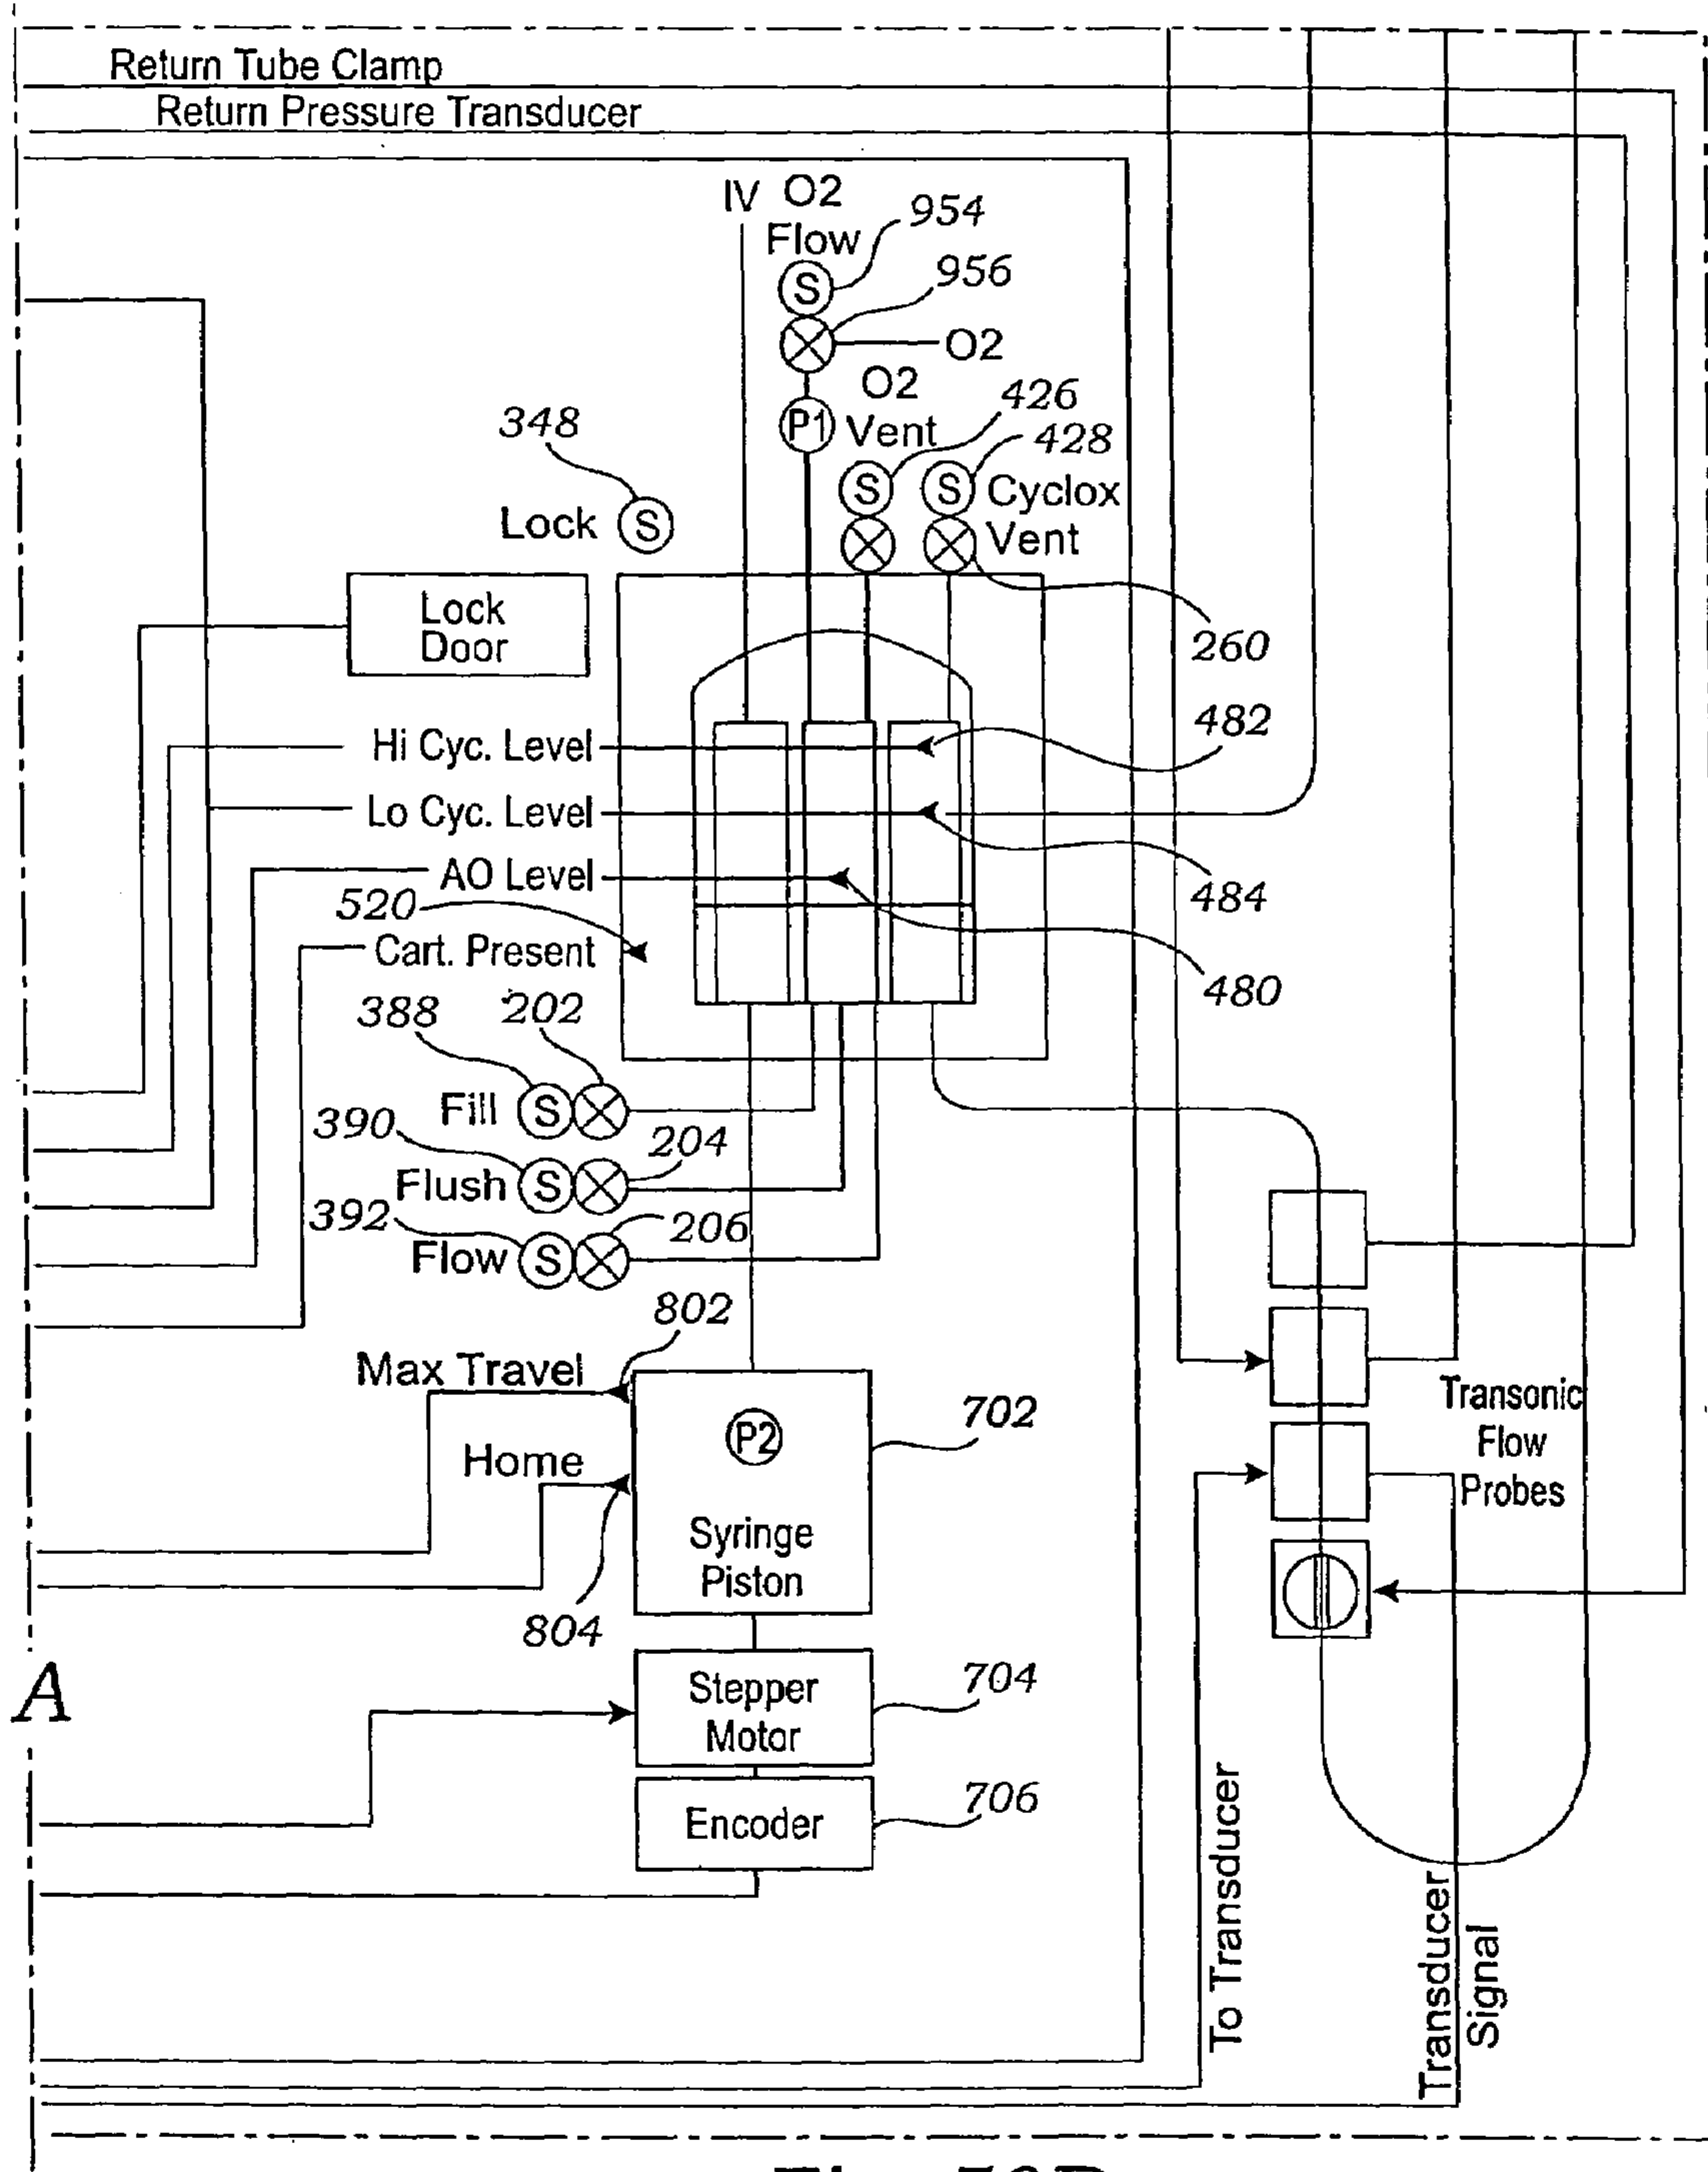 Return Tube Clamp
Return Pressure Transducer
IV
O2
Flow
954
S
956
O2
P1
O2
Vent
426
428
S
S
Cyclox
Vent
348
Lock
S
260
Lock
Door
Hi Cyc. Level
482
Lo Cyc. Level
484
AO Level
520
Cart. Present
480
388
202
Fill
S
390
204
Flush
S
392
206
Flow
S
802
Max Travel
P2
702
Home
Syringe
Piston
804
Transonic
Flow
Probes
A
Stepper
Motor
704
Encoder
706
To Transducer
Transducer
Signal